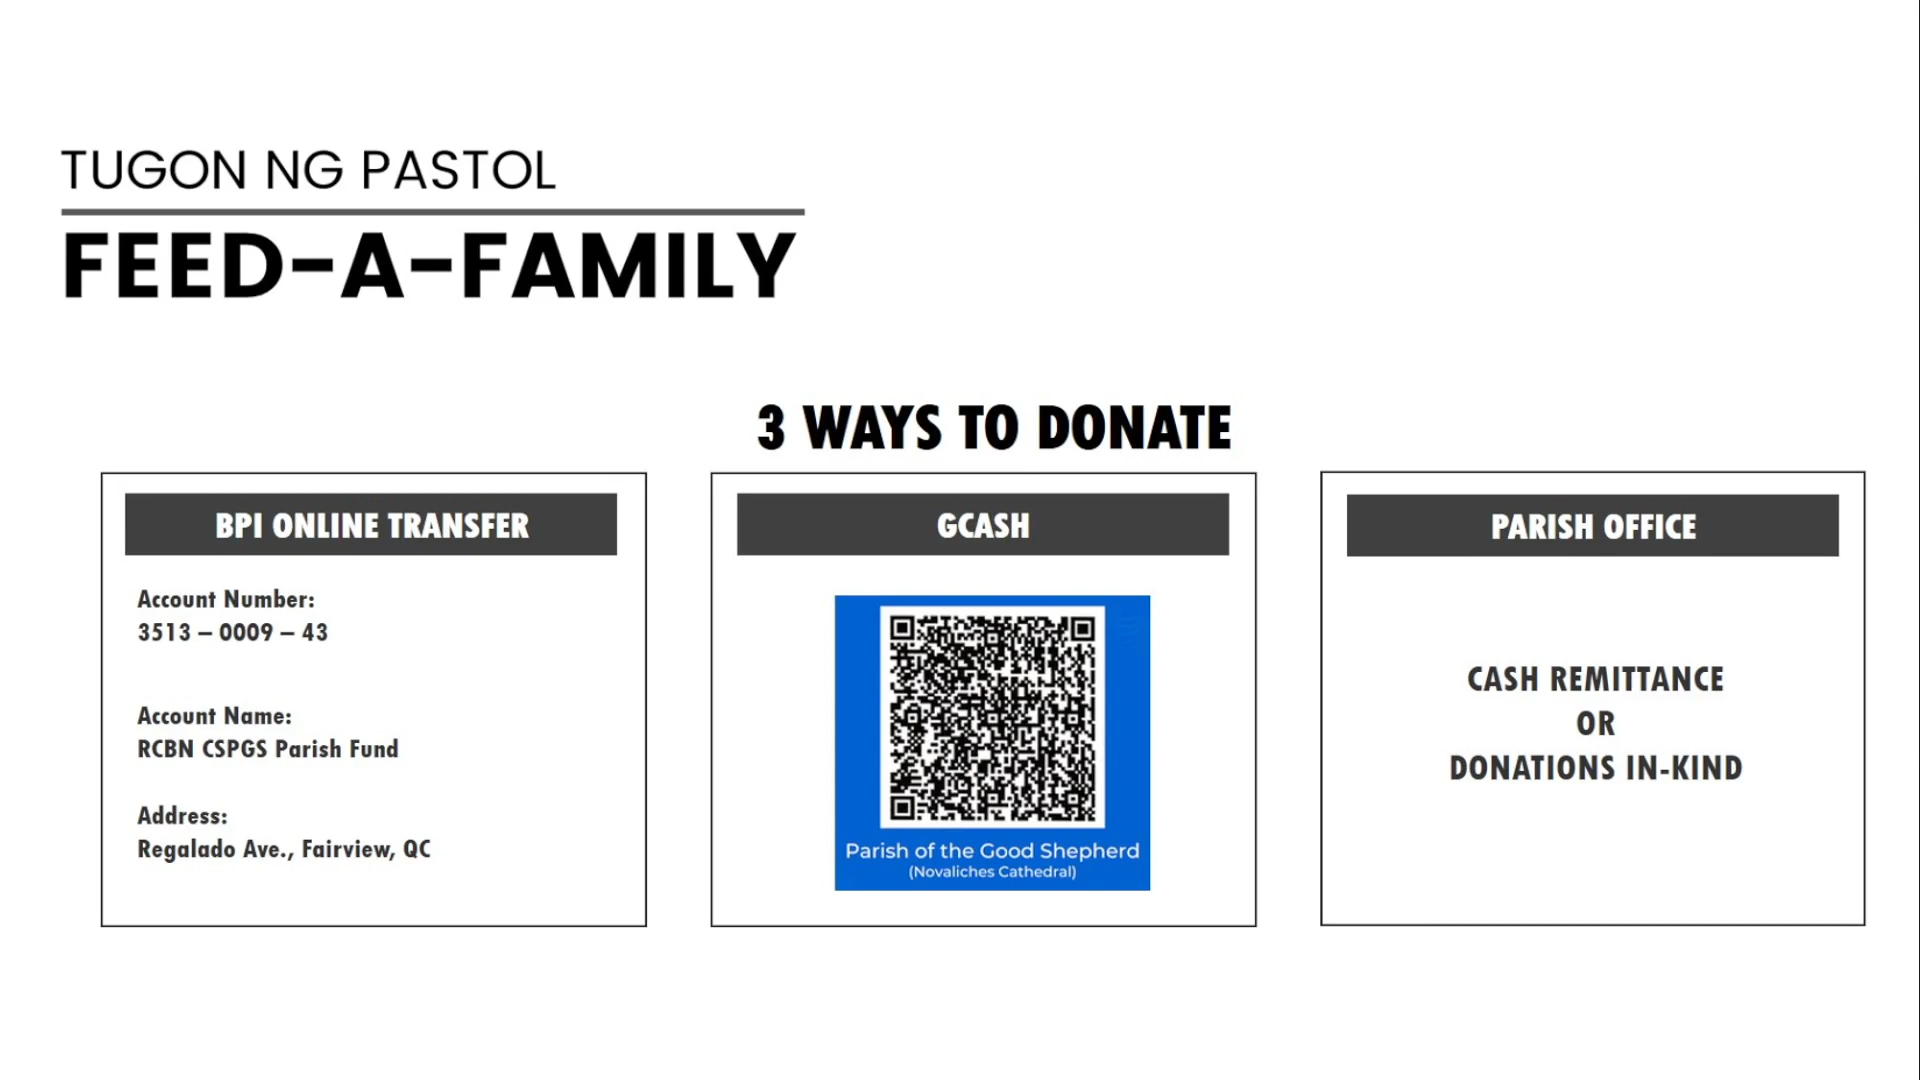 TUGON NG PASTOL
FEED-A-FAMILY
3 WAYS TO DONATE
BPI ONLINE TRANSFER
Account Number:
3513 – 0009 – 43
Account Name:
RCBN CSPGS Parish Fund
Address:
Regalado Ave., Fairview, QC
GCASH
Parish of the Good Shepherd
(Novaliches Cathedral)
PARISH OFFICE
CASH REMITTANCE
OR
DONATIONS IN-KIND